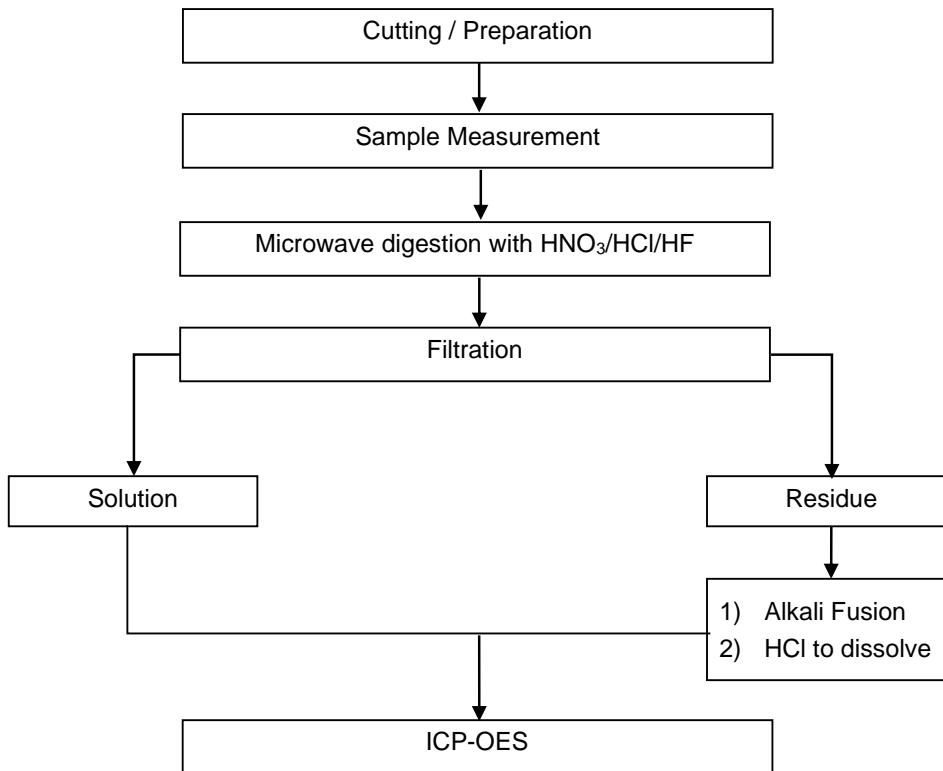 Cutting / Preparation
Sample Measurement
Microwave digestion with HNO₃/HCl/HF
Filtration
Solution
Residue
1) Alkali Fusion
2) HCl to dissolve
ICP-OES